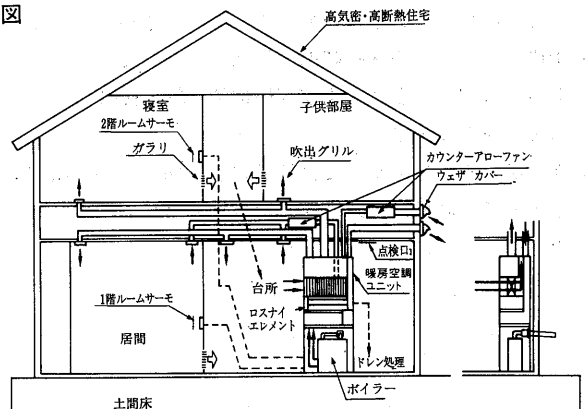 図
高気密・高断熱住宅
寝室
子供部屋
2階ルームサーモ
ガラリ
吹出グリル
カウンターアローファン
ウェザカバー
点検口
暖房空調
ユニット
台所
ロスナイ
エレメント
1階ルームサーモ
居間
ドレン処理
ボイラー
土間床